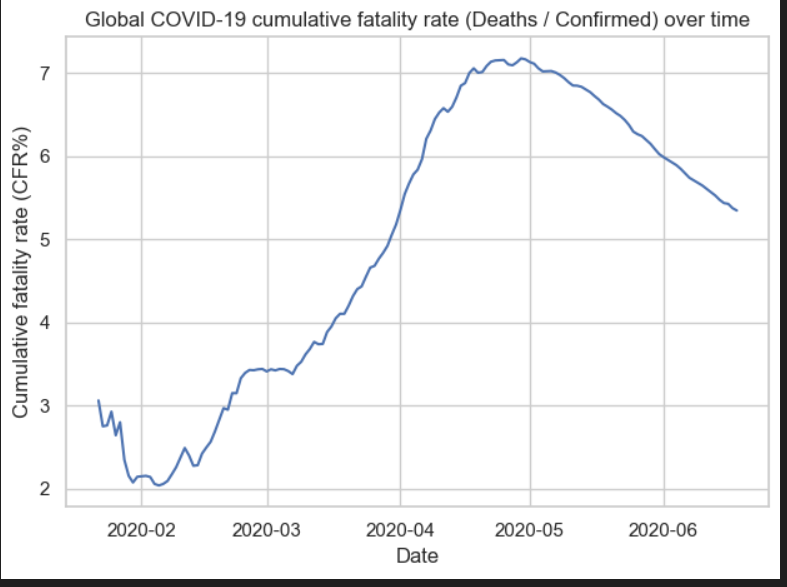 Global COVID-19 cumulative fatality rate (Deaths / Confirmed) over time
Cumulative fatality rate (CFR%)
7
6
5
4
3
2
2020-02 2020-03 2020-04 2020-05 2020-06
Date